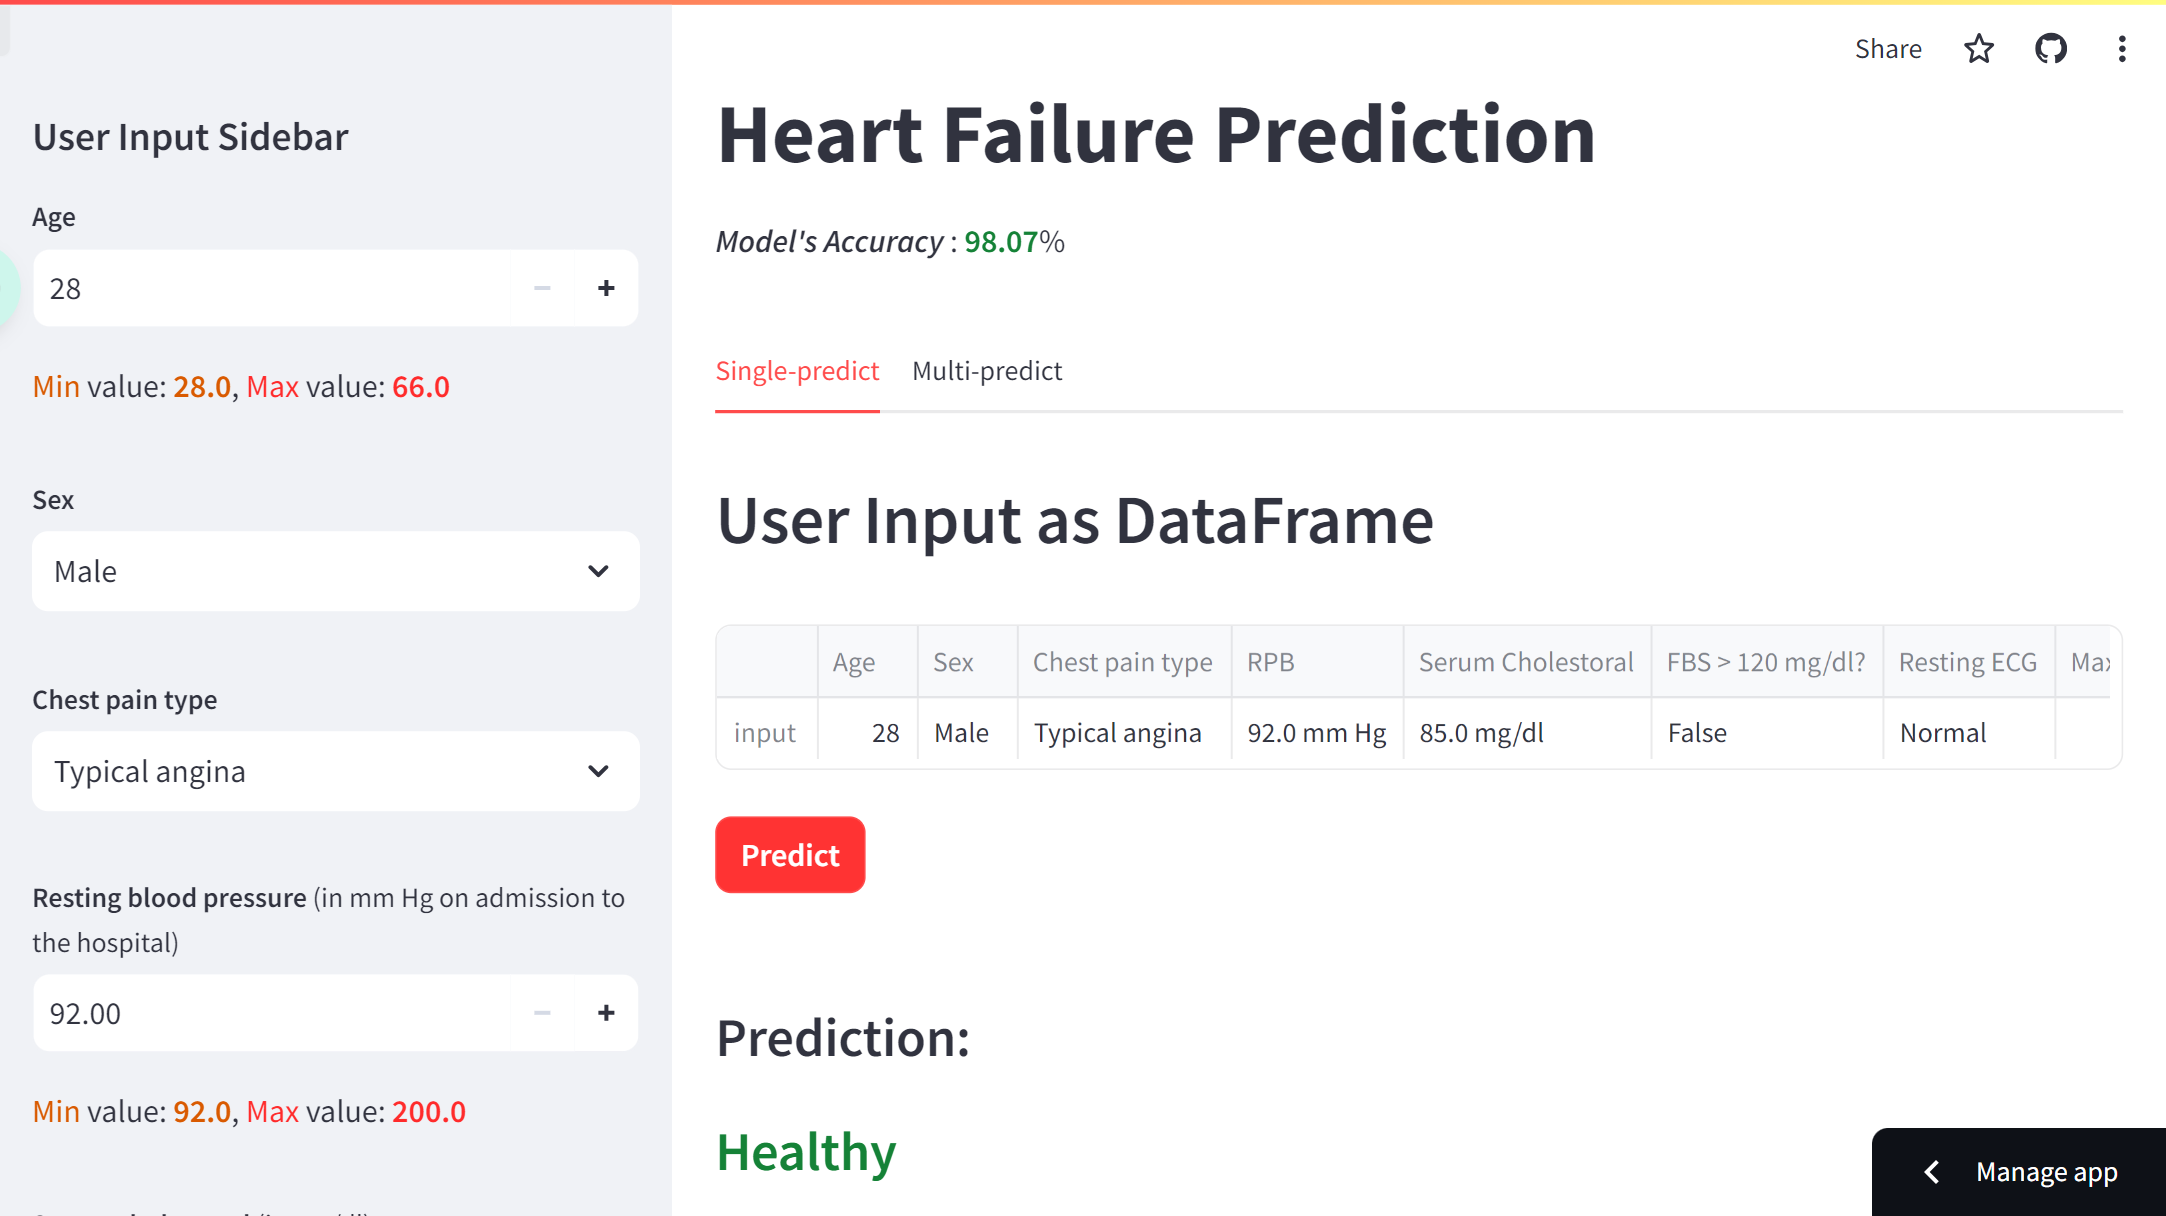 Share
User Input Sidebar
Age
28
Min value: 28.0, Max value: 66.0
Sex
Male
Chest pain type
Typical angina
Resting blood pressure (in mm Hg on admission to
the hospital)
92.00
Min value: 92.0, Max value: 200.0
Heart Failure Prediction
Model's Accuracy : 98.07%
Single-predict Multi-predict
User Input as DataFrame
Age Sex Chest pain type RPB Serum Cholestoral FBS > 120 mg/dl? Resting ECG Max
input 28 Male Typical angina 92.0 mm Hg 85.0 mg/dl False Normal
Predict
Prediction:
Healthy
Manage app